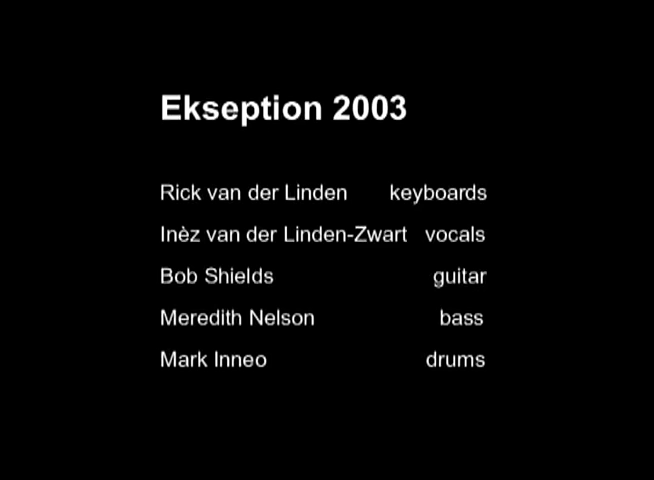 Ekseption 2003
Rick van der Linden keyboards
Inèz van der Linden-Zwart vocals
Bob Shields guitar
Meredith Nelson bass
Mark Inneo drums